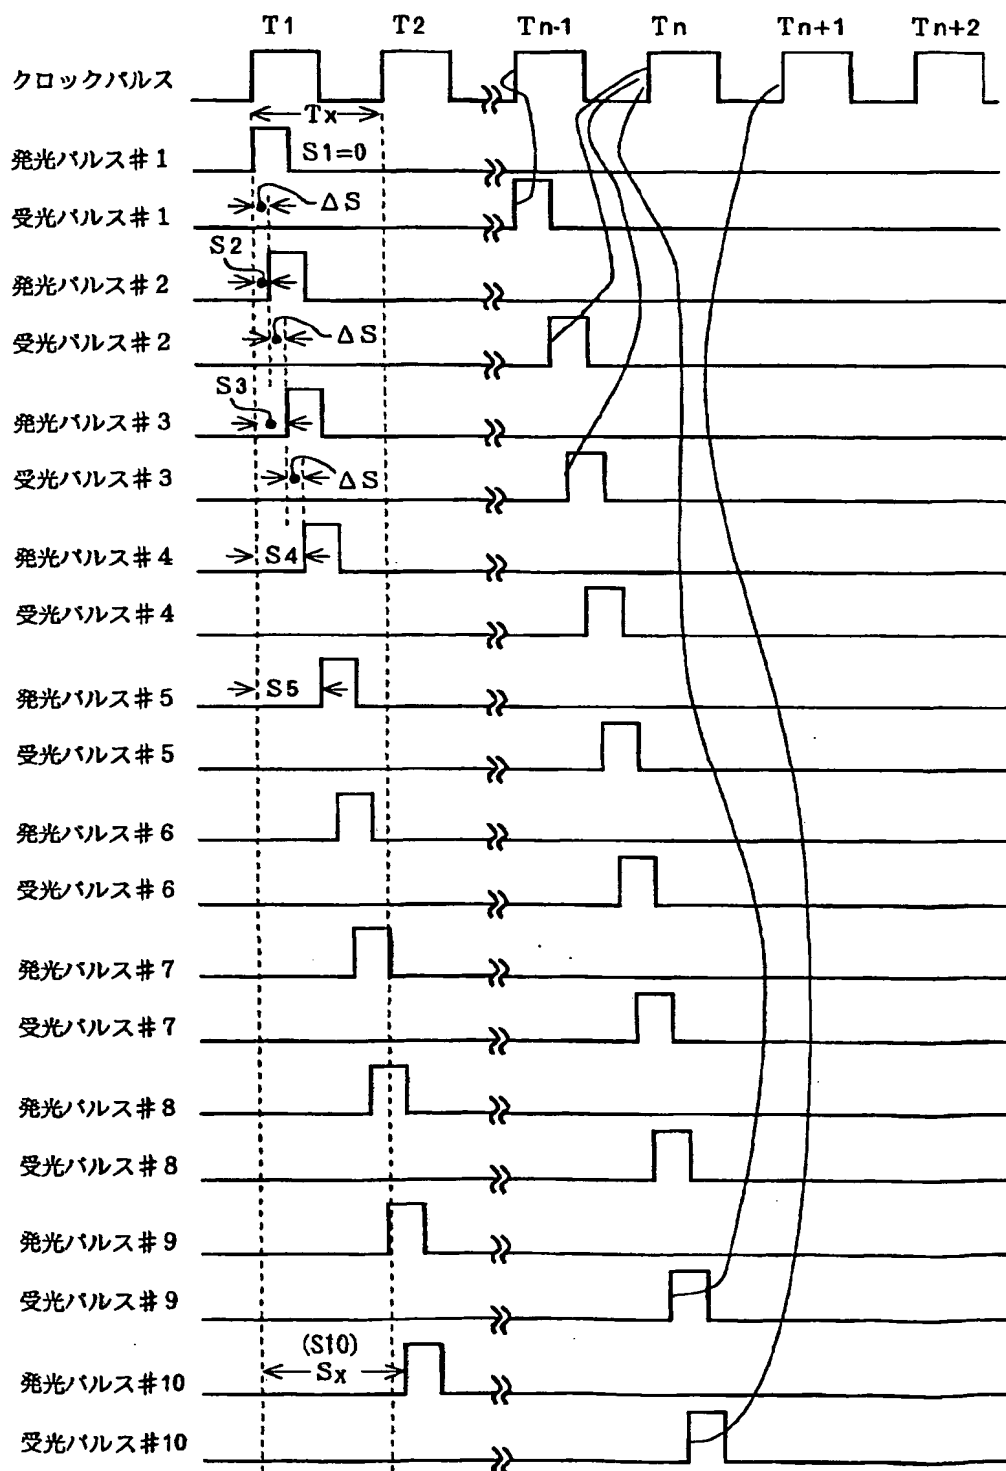 T1 T2 Tn-1 Tn Tn+1 Tn+2
クロックパルス
Tx
発光パルス#1 S1=0
受光パルス#1 ΔS
S2
発光パルス#2
受光パルス#2 ΔS
S3
発光パルス#3
受光パルス#3 ΔS
発光パルス#4 S4
受光パルス#4
発光パルス#5 S5
受光パルス#5
発光パルス#6
受光パルス#6
発光パルス#7
受光パルス#7
発光パルス#8
受光パルス#8
発光パルス#9
受光パルス#9
(S10)
発光パルス#10 Sx
受光パルス#10